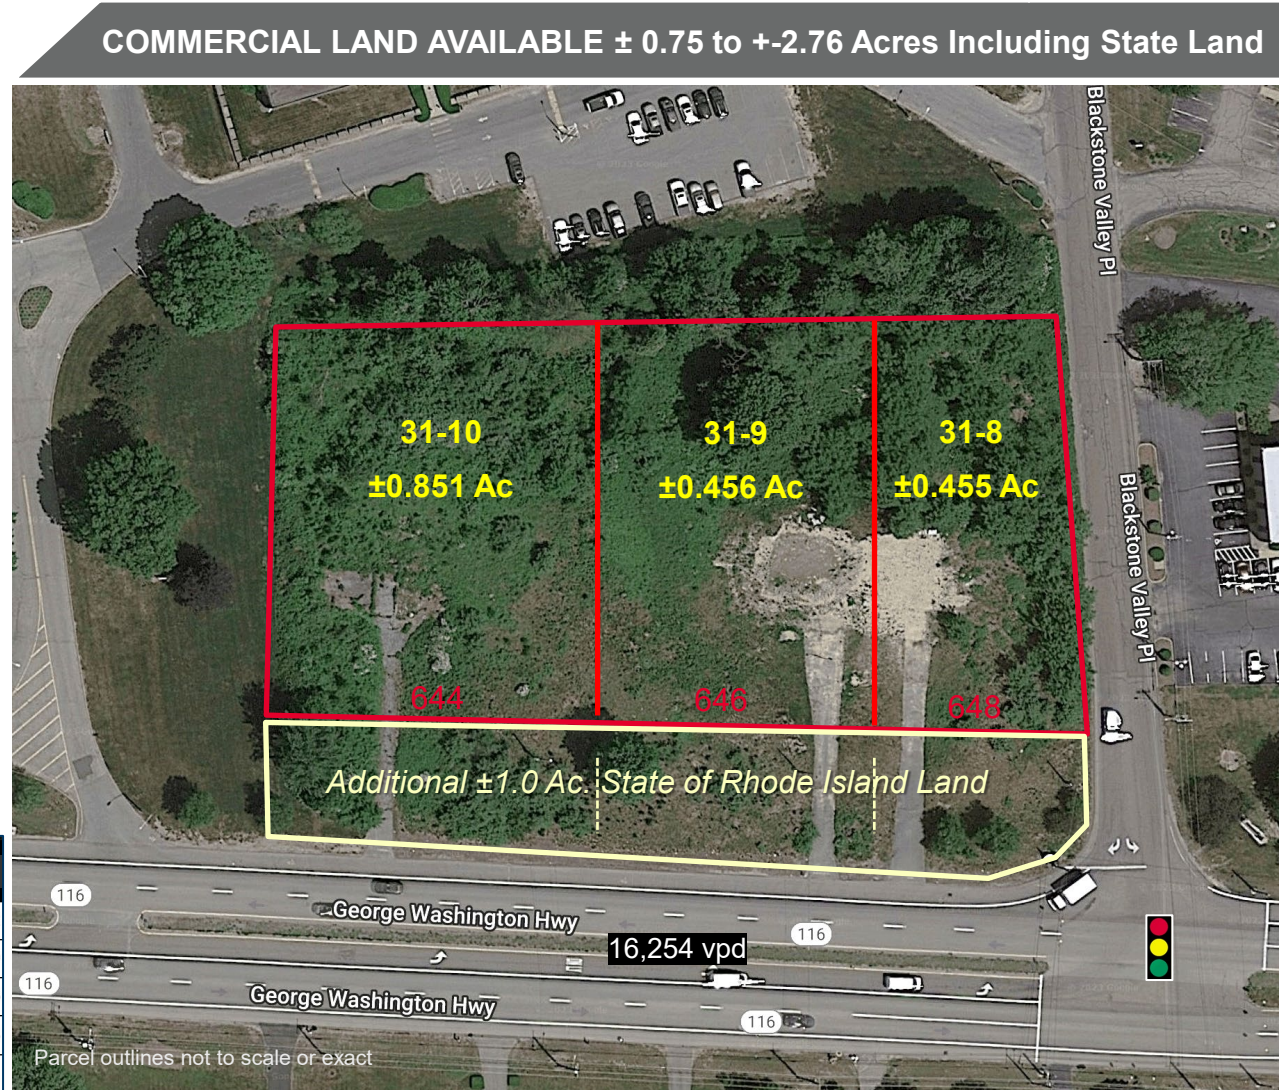 COMMERCIAL LAND AVAILABLE ± 0.75 to +-2.76 Acres Including State Land
Blackstone Valley Pl
31-10
±0.851 Ac
31-9
±0.456 Ac
31-8
±0.455 Ac
Blackstone Valley Pl
644
646
648
Additional ±1.0 Ac. State of Rhode Island Land
116
George Washington Hwy
116
16,254 vpd
116
George Washington Hwy
116
Parcel outlines not to scale or exact